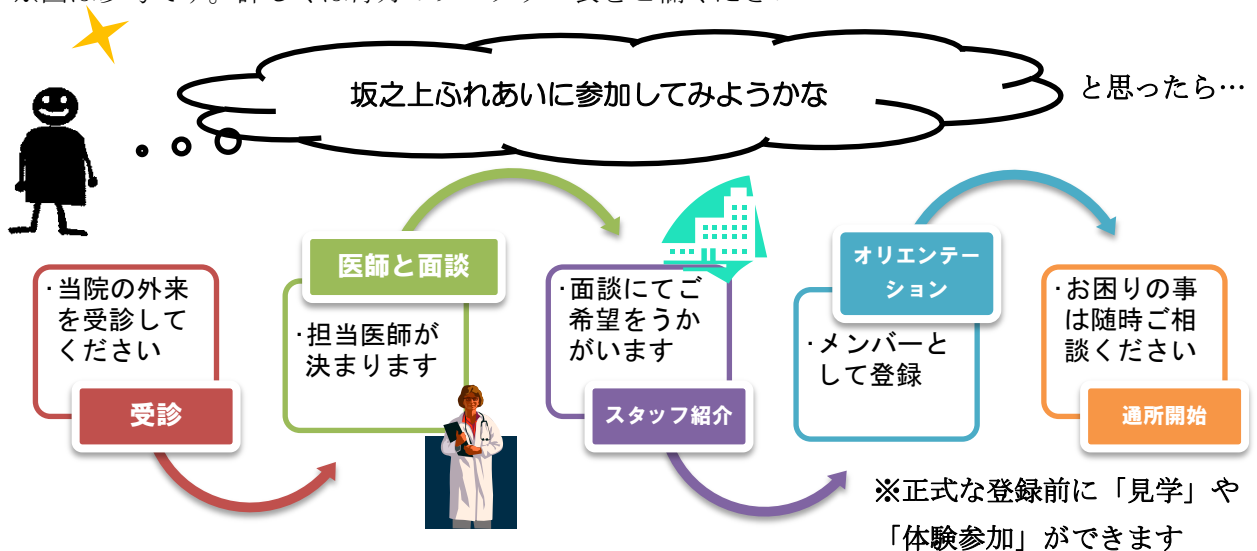 坂之上ふれあいに参加してみようかな
と思ったら…
・当院の外来
を受診して
ください
受診
医師と面談
・担当医師が
決まります
・面談にてご
希望をうか
がいます
スタッフ紹介
オリエンテー
ション
・メンバーと
して登録
・お困りの事
は随時ご相
談ください
通所開始
※正式な登録前に「見学」や
「体験参加」ができます